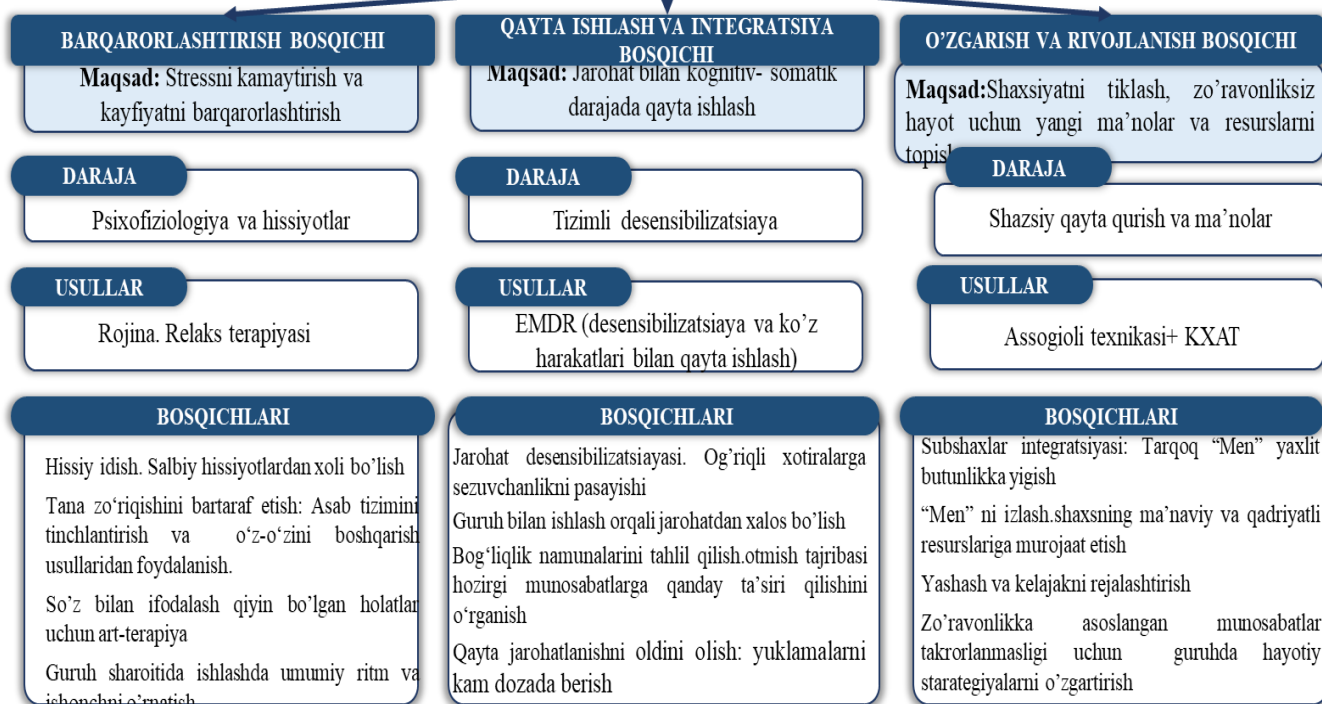 BARQARORLASHTIRISH BOSQICHI
Maqsad: Stressni kamaytirish va
kayfiyatni barqarorlashtirish
DARAJA
Psixofiziologiya va hissiyotlar
USULLAR
Rojina. Relaks terapiyasi
BOSQICHLARI
Hissiy idish. Salbiy hissiyotlardan xoli bo’lish
Tana zo‘riqishini bartaraf etish: Asab tizimini
tinchlantirish va o‘z-o‘zini boshqarish
usullaridan foydalanish.
So’z bilan ifodalash qiyin bo’lgan holatlar
uchun art-terapiya
Guruh sharoitida ishlashda umumiy ritm va
ishonchni o’rnatish
QAYTA ISHLASH VA INTEGRATSIYA
BOSQICHI
Maqsad: Jarohat bilan kognitiv- somatik
darajada qayta ishlash
DARAJA
Tizimli desensibilizatsiaya
USULLAR
EMDR (desensibilizatsiaya va ko’z
harakatlari bilan qayta ishlash)
BOSQICHLARI
Jarohat desensibilizatsiayasi. Og’riqli xotiralarga
sezuvchanlikni pasayishi
Guruh bilan ishlash orqali jarohatdan xalos bo’lish
Bog‘liqlik namunalarini tahlil qilish.otmish tajribasi
hozirgi munosabatlarga qanday ta’siri qilishini
o‘rganish
Qayta jarohatlanishni oldini olish: yuklamalarni
kam dozada berish
O’ZGARISH VA RIVOJLANISH BOSQICHI
Maqsad:Shaxsiyatni tiklash, zo’ravonliksiz
hayot uchun yangi ma’nolar va resurslarni
topish
DARAJA
Shazsiy qayta qurish va ma’nolar
USULLAR
Assogioli texnikasi+ KXAT
BOSQICHLARI
Subshaxlar integratsiyasi: Tarqoq “Men” yaxlit
butunlikka yigish
“Men” ni izlash.shaxsning ma’naviy va qadriyatli
resurslariga murojaat etish
Yashash va kelajakni rejalashtirish
Zo’ravonlikka asoslangan munosabatlar
takrorlanmasligi uchun guruhda hayotiy
starategiyalarni o’zgartirish